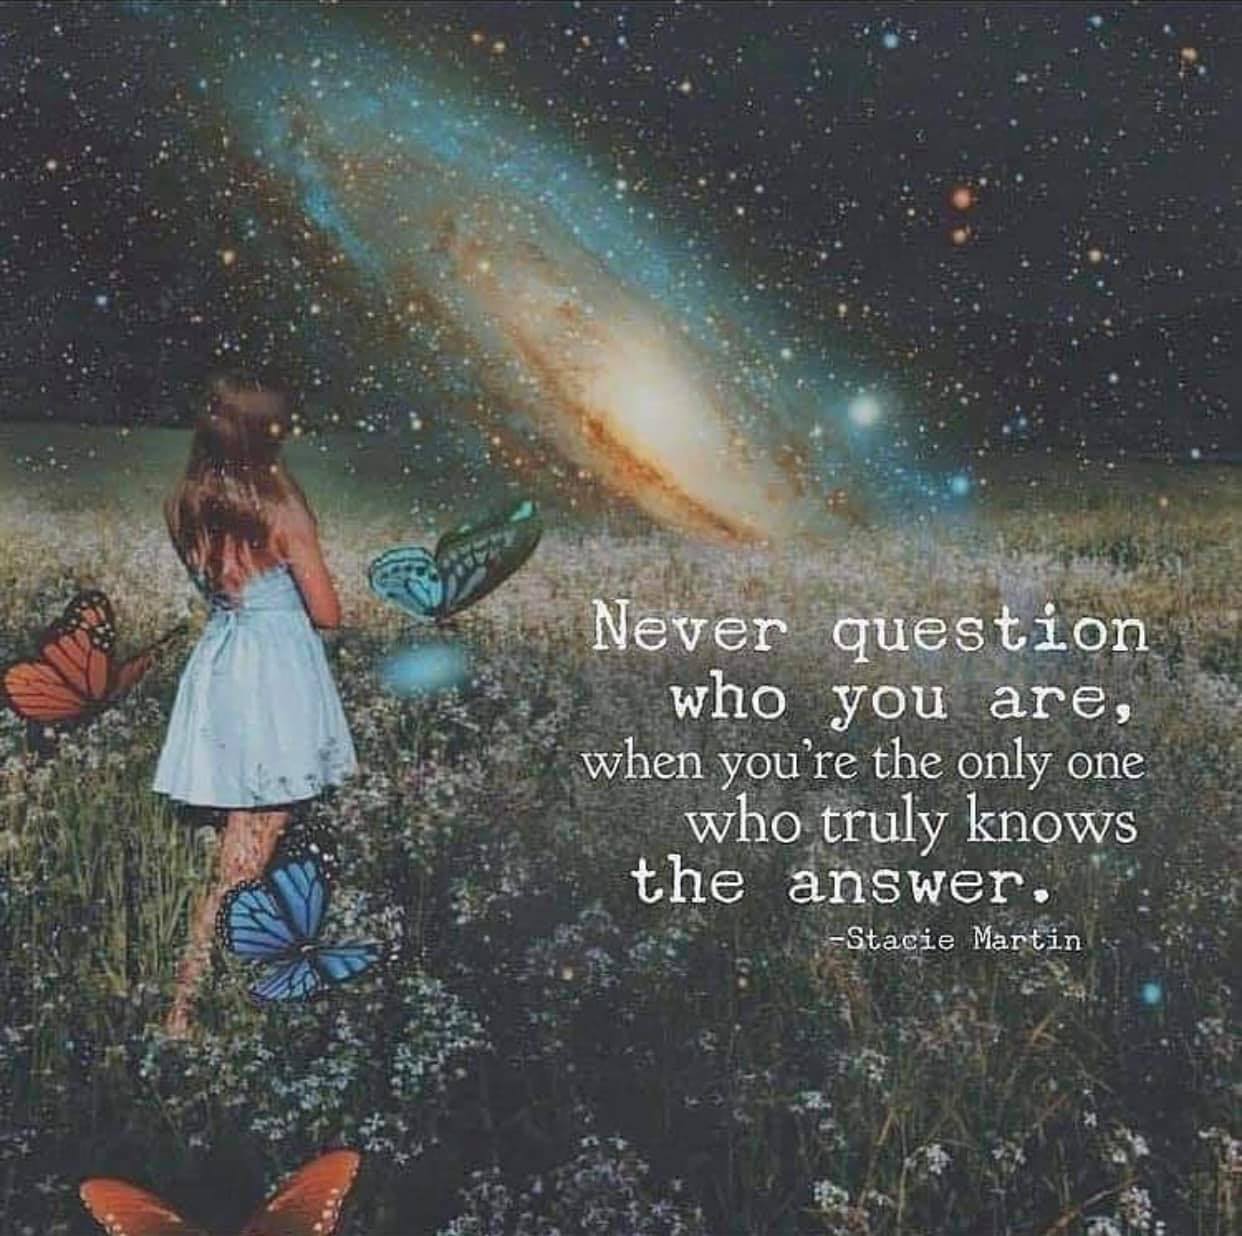 Never question
who you are,
when you're the only one
who truly knows
the answer.
-Stacie Martin